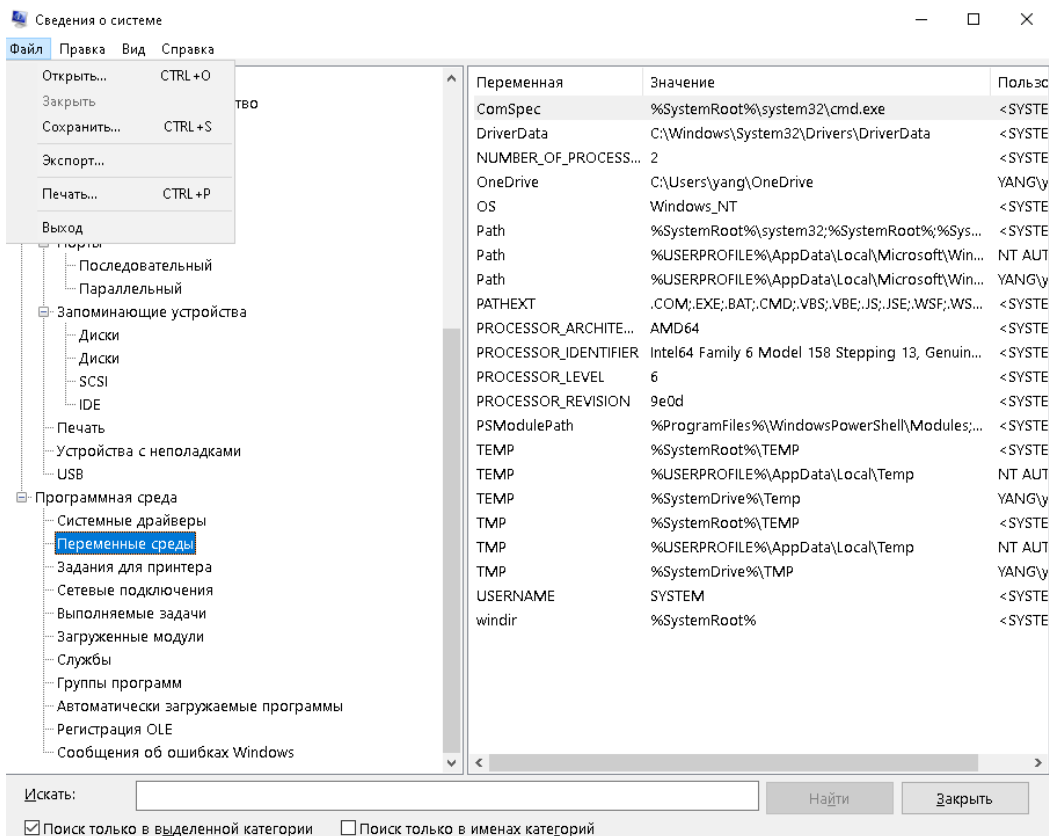 Сведения о системе
Файл Правка Вид Справка
Открыть... CTRL+O
Закрыть
Сохранить... CTRL+S
Экспорт...
Печать... CTRL+P
Выход
тво
Порты
Последовательный
Параллельный
Запоминающие устройства
Диски
Диски
SCSI
IDE
Печать
Устройства с неполадками
USB
Программная среда
Системные драйверы
Переменные среды
Задания для принтера
Сетевые подключения
Выполняемые задачи
Загруженные модули
Службы
Группы программ
Автоматически загружаемые программы
Регистрация OLE
Сообщения об ошибках Windows
Переменная Значение Пользо
ComSpec %SystemRoot%\system32\cmd.exe <SYSTE
DriverData C:\Windows\System32\Drivers\DriverData <SYSTE
NUMBER_OF_PROCESS... 2 <SYSTE
OneDrive C:\Users\yang\OneDrive YANG\y
OS Windows_NT <SYSTE
Path %SystemRoot%\system32;%SystemRoot%;%Sys... <SYSTE
Path %USERPROFILE%\AppData\Local\Microsoft\Win... NT AUT
Path %USERPROFILE%\AppData\Local\Microsoft\Win... YANG\y
PATHEXT .COM;.EXE;.BAT;.CMD;.VBS;.VBE;.JS;.JSE;.WSF;.WS... <SYSTE
PROCESSOR_ARCHITE... AMD64 <SYSTE
PROCESSOR_IDENTIFIER Intel64 Family 6 Model 158 Stepping 13, Genuin... <SYSTE
PROCESSOR_LEVEL 6 <SYSTE
PROCESSOR_REVISION 9e0d <SYSTE
PSModulePath %ProgramFiles%\WindowsPowerShell\Modules;... <SYSTE
TEMP %SystemRoot%\TEMP <SYSTE
TEMP %USERPROFILE%\AppData\Local\Temp NT AUT
TEMP %SystemDrive%\Temp YANG\y
TMP %SystemRoot%\TEMP <SYSTE
TMP %USERPROFILE%\AppData\Local\Temp NT AUT
TMP %SystemDrive%\TMP YANG\y
USERNAME SYSTEM <SYSTE
windir %SystemRoot% <SYSTE
Искать: Найти Закрыть
Поиск только в выделенной категории Поиск только в именах категорий